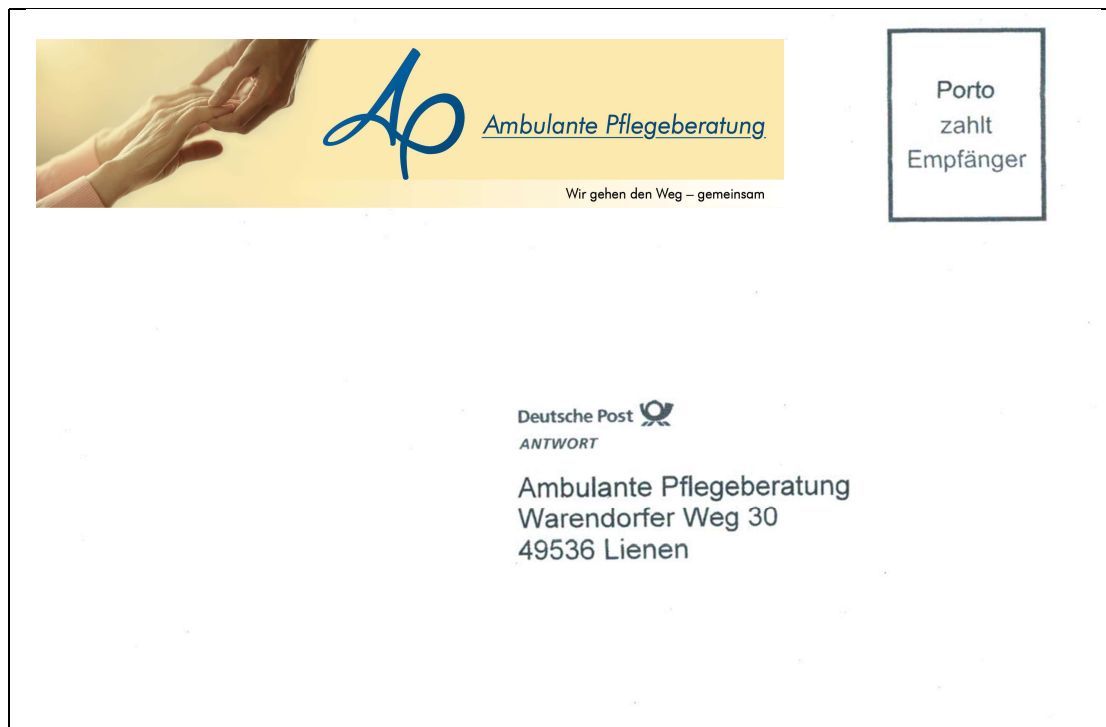 AP
Ambulante Pflegeberatung
Wir gehen den Weg – gemeinsam
Porto
zahlt
Empfänger
Deutsche Post
ANTWORT
Ambulante Pflegeberatung
Warendorfer Weg 30
49536 Lienen